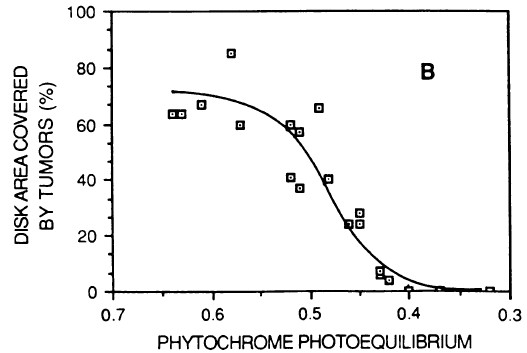 100
80
60
40
20
0
B
DISK AREA COVERED
BY TUMORS (%)
0.7 0.6 0.5 0.4 0.3
PHYTOCHROME PHOTOEQUILIBRIUM